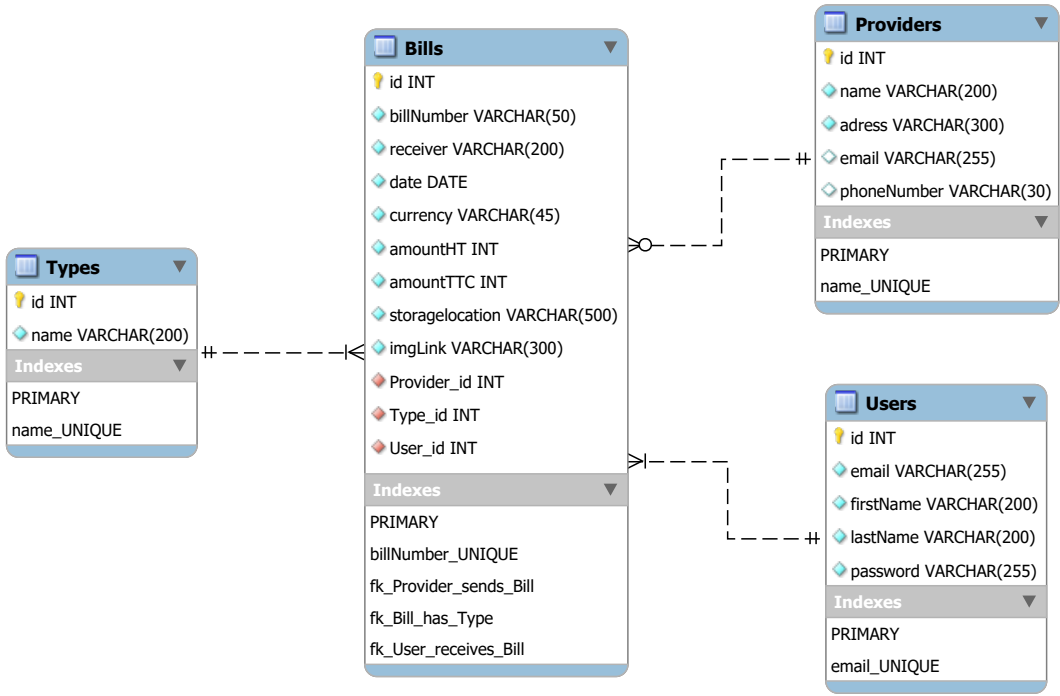 Types
id INT
name VARCHAR(200)
Indexes
PRIMARY
name_UNIQUE
Bills
id INT
billNumber VARCHAR(50)
receiver VARCHAR(200)
date DATE
currency VARCHAR(45)
amountHT INT
amountTTC INT
storagelocation VARCHAR(500)
imgLink VARCHAR(300)
Provider_id INT
Type_id INT
User_id INT
Indexes
PRIMARY
billNumber_UNIQUE
fk_Provider_sends_Bill
fk_Bill_has_Type
fk_User_receives_Bill
Providers
id INT
name VARCHAR(200)
adress VARCHAR(300)
email VARCHAR(255)
phoneNumber VARCHAR(30)
Indexes
PRIMARY
name_UNIQUE
Users
id INT
email VARCHAR(255)
firstName VARCHAR(200)
lastName VARCHAR(200)
password VARCHAR(255)
Indexes
PRIMARY
email_UNIQUE